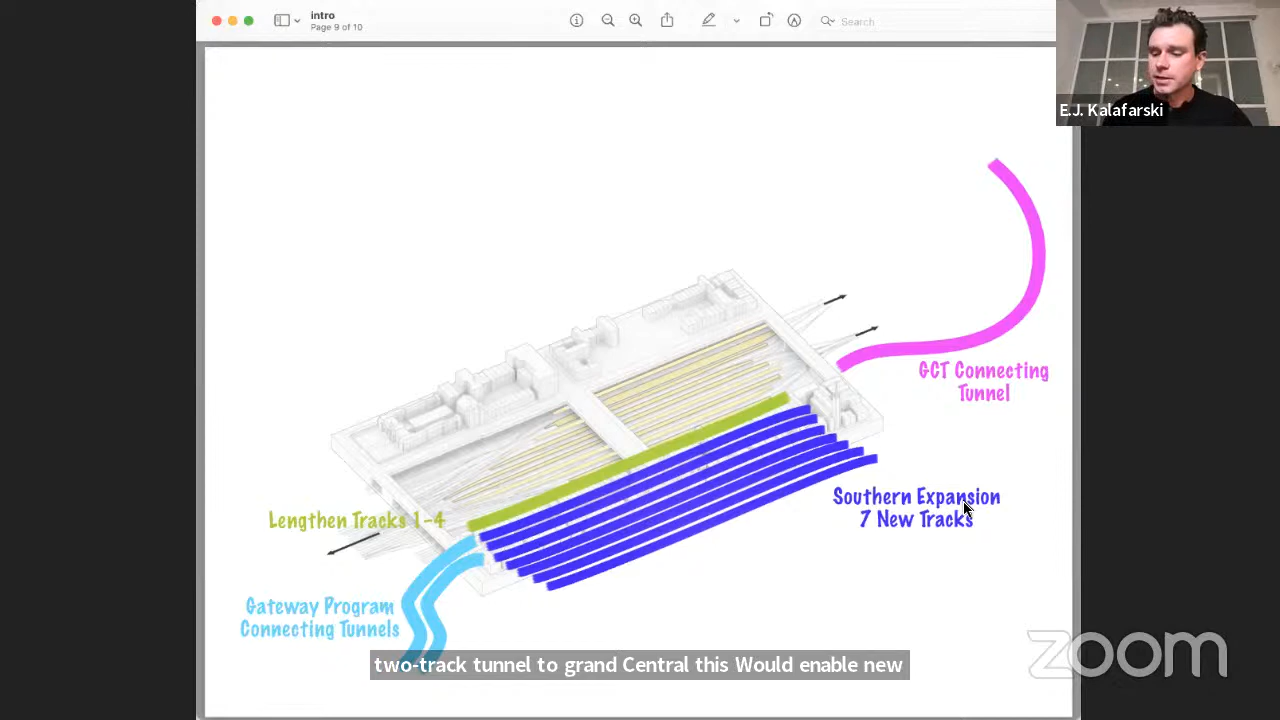 intro
Page 9 of 10
Search
E.J. Kalafarski
GCT Connecting
Tunnel
Southern Expansion
7 New Tracks
Lengthen Tracks 1-4
Gateway Program
Connecting Tunnels
two-track tunnel to grand Central this Would enable new
zoom